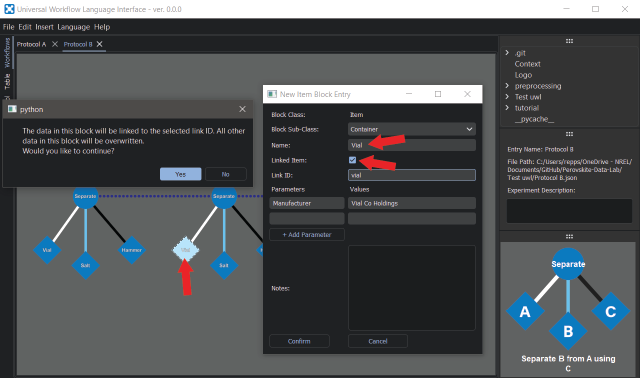 Universal Workflow Language Interface - ver. 0.0.0
File Edit Insert Language Help
Workflows
Table
Protocol A
Protocol B
python
The data in this block will be linked to the selected link ID. All other
data in this block will be overwritten.
Would you like to continue?
Yes
No
Separate
Separate
Vial
Salt
Hammer
Vial
Salt
New Item Block Entry
Block Class:
Item
Block Sub-Class:
Container
Name:
Vial
Linked Item:
Link ID:
vial
Parameters
Values
Manufacturer
Vial Co Holdings
+ Add Parameter
Notes:
Confirm
Cancel
.git
Context
Logo
preprocessing
Test uwl
tutorial
__pycache__
Entry Name: Protocol B
File Path: C:/Users/repps/OneDrive - NREL/
Documents/GitHub/Perovskite-Data-Lab/
Test uwl/Protocol B.json
Experiment Description:
Separate
A
B
C
Separate B from A using
C